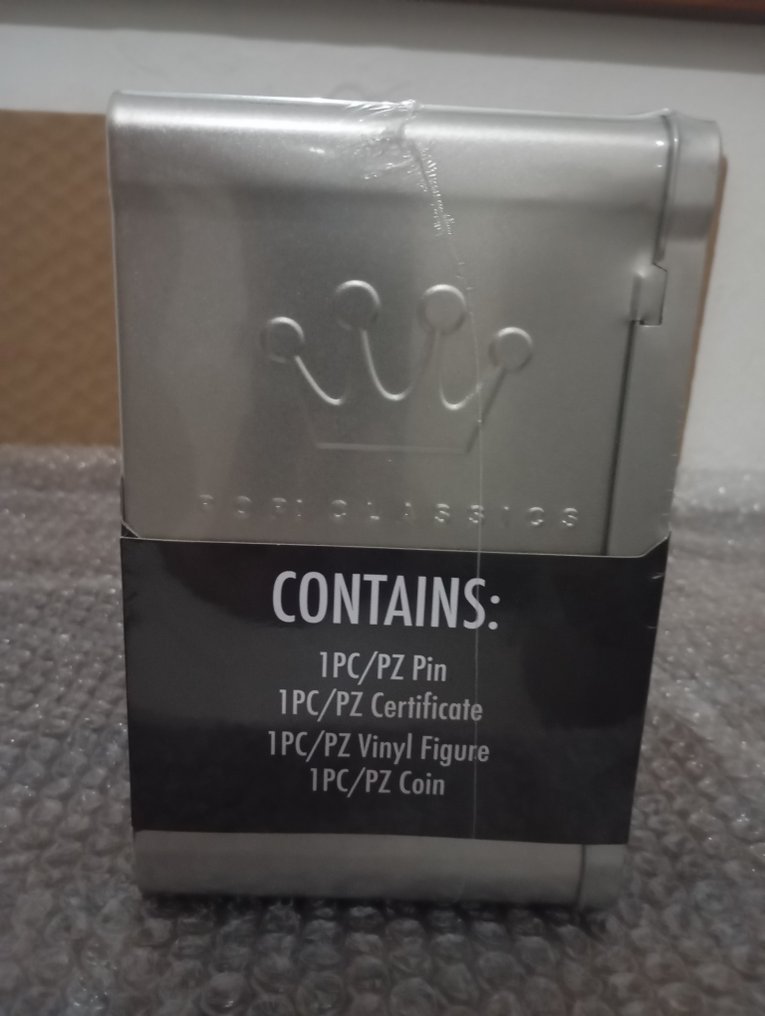 POP! CLASSICS
CONTAINS:
1PC/PZ Pin
1PC/PZ Certificate
1PC/PZ Vinyl Figure
1PC/PZ Coin